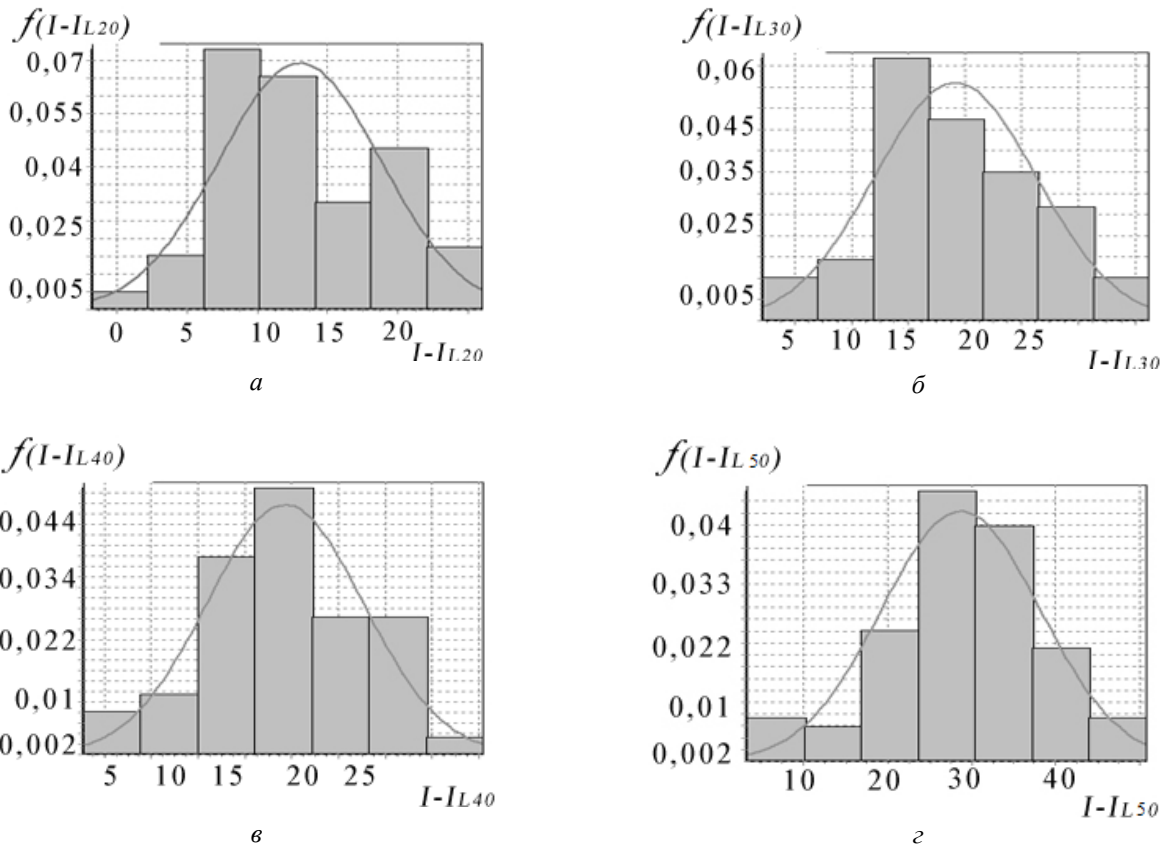 f(I-IL20)
0,07
0,055
0,04
0,025
0,005
0 5 10 15 20
I-IL20
а
f(I-IL30)
0,06
0,045
0,035
0,025
0,005
5 10 15 20 25
I-IL30
б
f(I-IL40)
0,044
0,034
0,022
0,01
0,002
5 10 15 20 25
I-IL40
в
f(I-IL50)
0,04
0,033
0,022
0,01
0,002
10 20 30 40
I-IL50
г